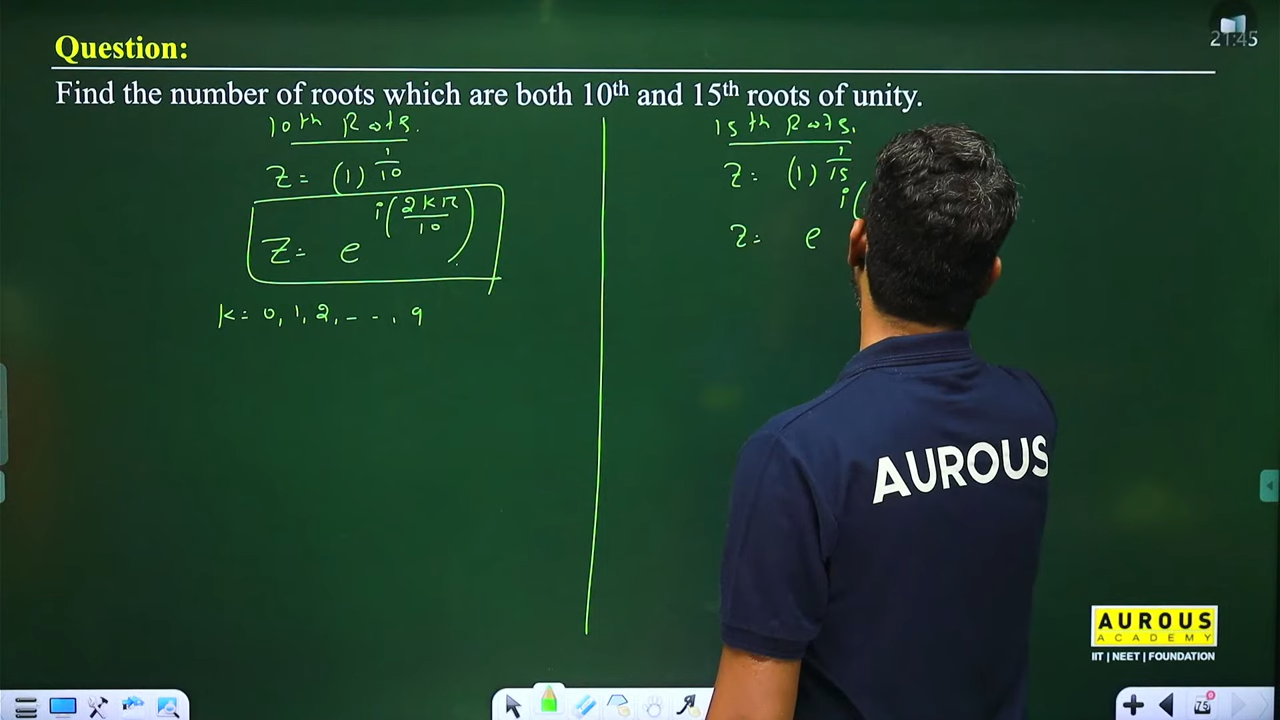 21:45
Question:
Find the number of roots which are both 10th and 15th roots of unity.
10th Roots.
Z = (1)^1/10
Z = e^i(2kπ/10)
k = 0, 1, 2, - - ., 9
15th Roots.
Z = (1)^1/15
Z = e^i(
AUROUS
AUROUS
ACADEMY
IIT | NEET | FOUNDATION
75